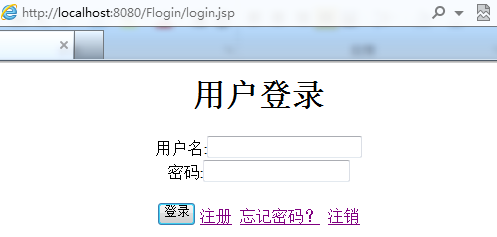 http://localhost:8080/Flogin/login.jsp
用户登录
用户名:
密码:
登录 注册 忘记密码？ 注销